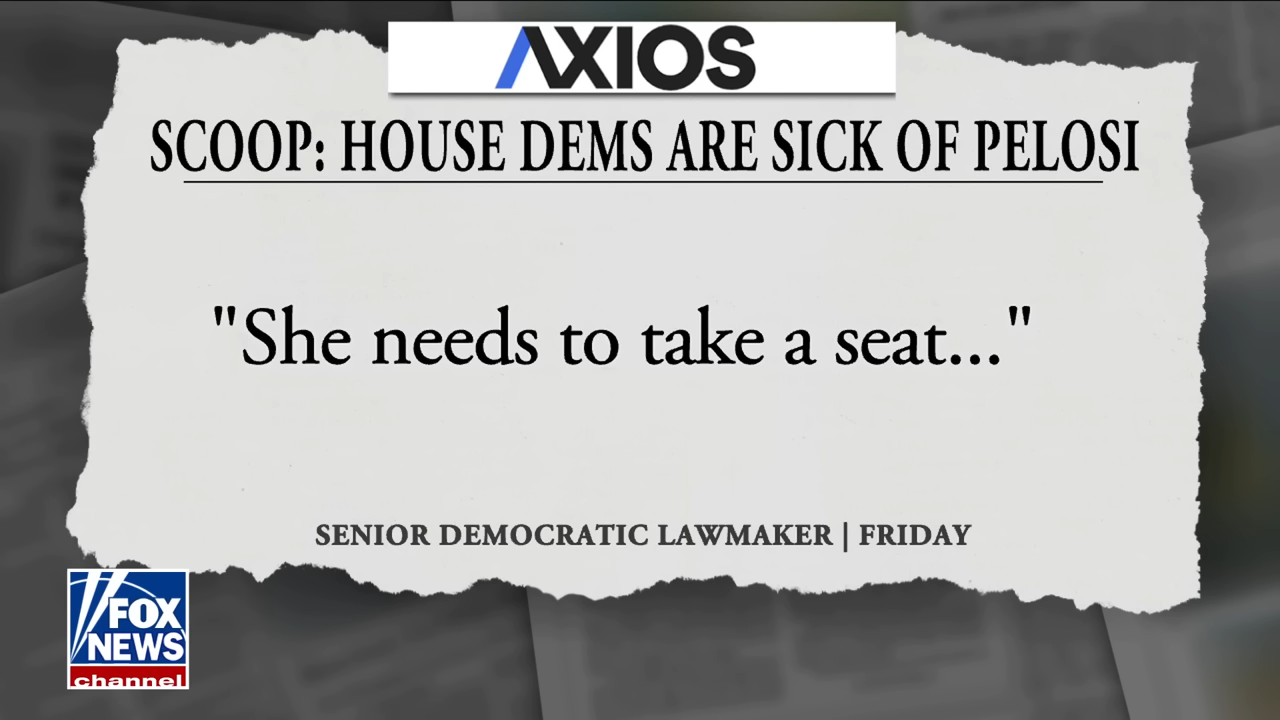 AXIOS
SCOOP: HOUSE DEMS ARE SICK OF PELOSI
"She needs to take a seat..."
SENIOR DEMOCRATIC LAWMAKER | FRIDAY
FOX
NEWS
channel